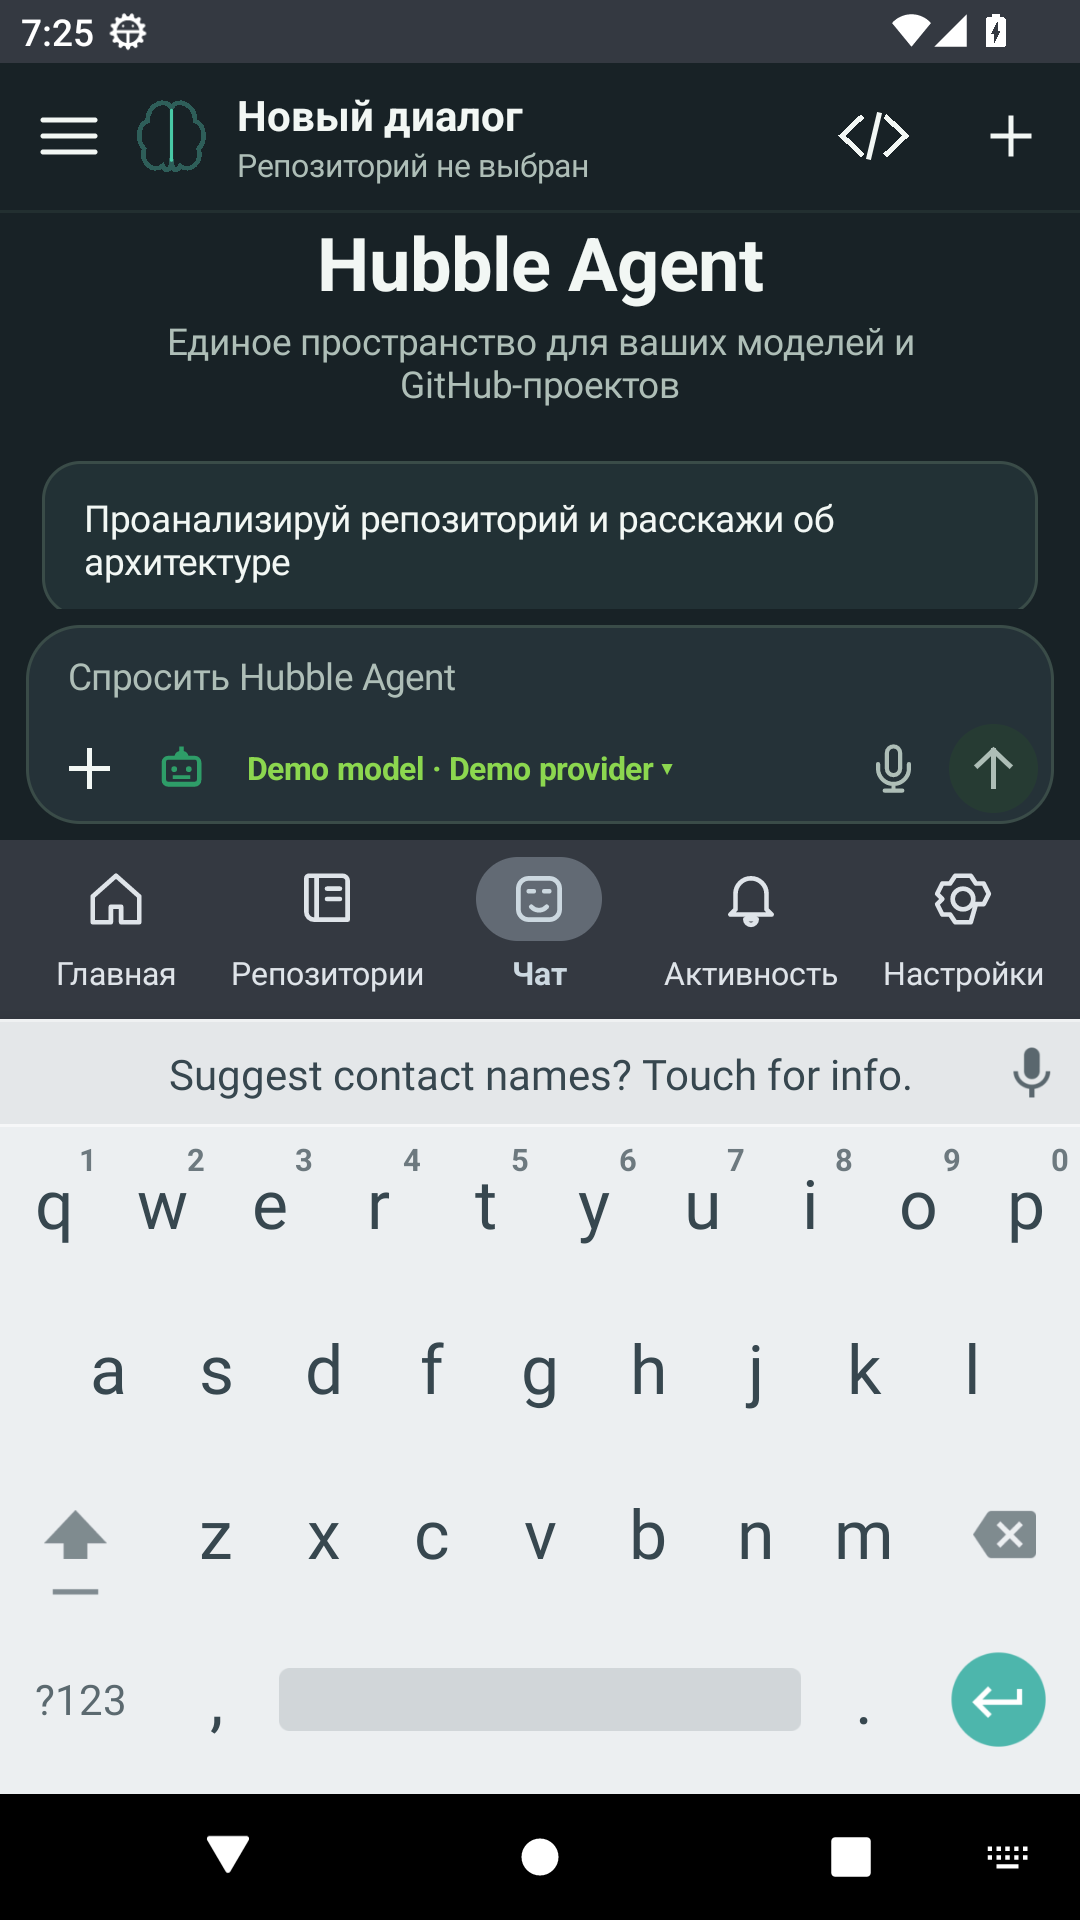 7:25
Новый диалог
Репозиторий не выбран
Hubble Agent
Единое пространство для ваших моделей и
GitHub-проектов
Проанализируй репозиторий и расскажи об
архитектуре
Спросить Hubble Agent
Demo model · Demo provider ▾
Главная Репозитории Чат Активность Настройки
Suggest contact names? Touch for info.
1 2 3 4 5 6 7 8 9 0
q w e r t y u i o p
a s d f g h j k l
z x c v b n m
?123 , .